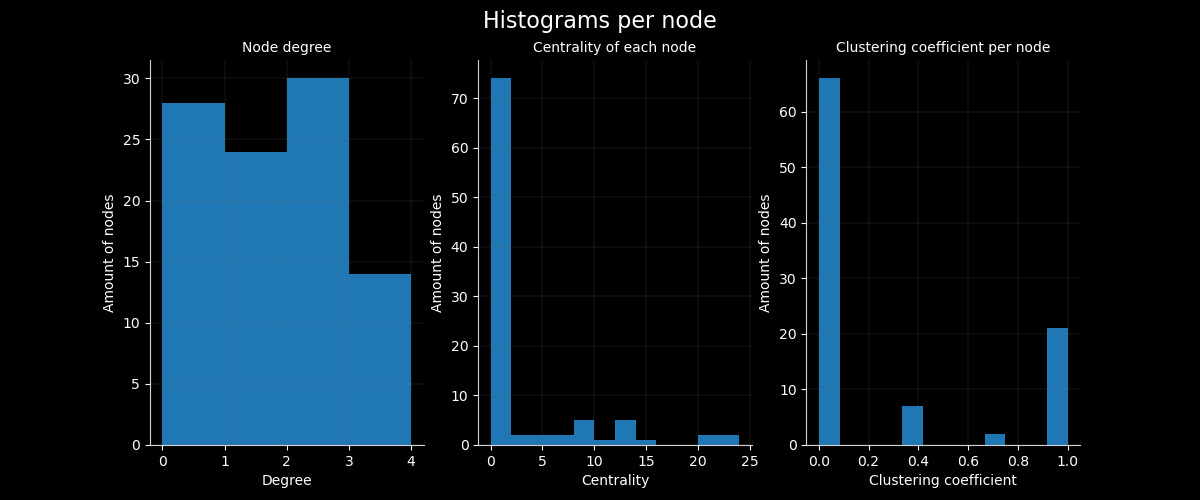 Histograms per node
Node degree
Centrality of each node
Clustering coefficient per node
30
25
20
15
10
5
0
Amount of nodes
0 1 2 3 4
Degree
70
60
50
40
30
20
10
0
Amount of nodes
0 5 10 15 20 25
Centrality
60
50
40
30
20
10
0
Amount of nodes
0.0 0.2 0.4 0.6 0.8 1.0
Clustering coefficient